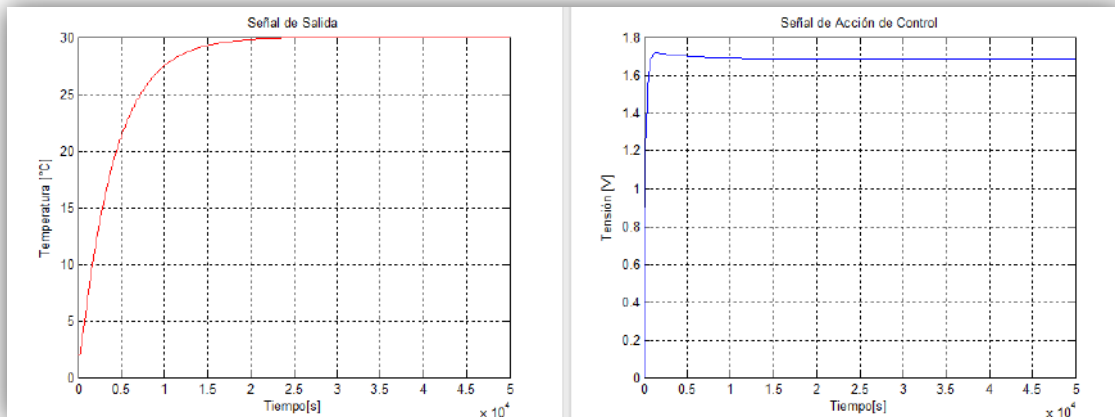 Señal de Salida
30
25
20
15
10
5
0
Temperatura [°C]
0 0.5 1 1.5 2 2.5 3 3.5 4 4.5 5
Tiempo[s]
x 10^4
Señal de Acción de Control
1.8
1.6
1.4
1.2
1
0.8
0.6
0.4
0.2
0
Tensión [V]
0 0.5 1 1.5 2 2.5 3 3.5 4 4.5 5
Tiempo[s]
x 10^4